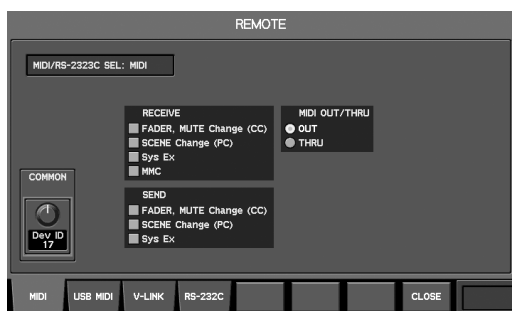 REMOTE
MIDI/RS-2323C SEL: MIDI
RECEIVE
FADER, MUTE Change (CC)
SCENE Change (PC)
Sys Ex
MMC
MIDI OUT/THRU
OUT
THRU
COMMON
Dev ID
17
SEND
FADER, MUTE Change (CC)
SCENE Change (PC)
Sys Ex
MIDI USB MIDI V-LINK RS-232C CLOSE